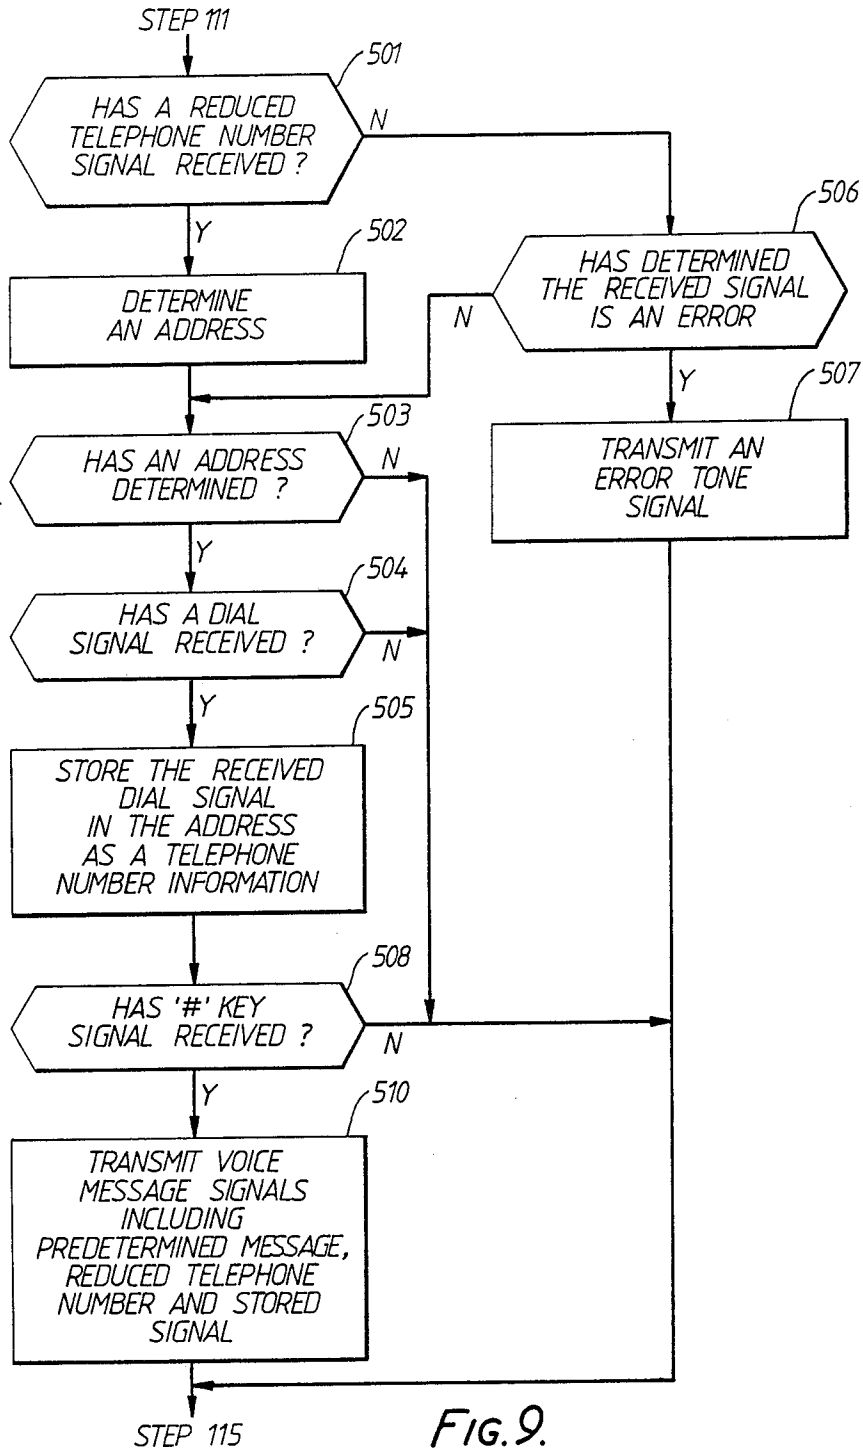 STEP 111
501
HAS A REDUCED
TELEPHONE NUMBER
SIGNAL RECEIVED ?
N
Y
502
DETERMINE
AN ADDRESS
506
HAS DETERMINED
THE RECEIVED SIGNAL
IS AN ERROR
N
Y
507
TRANSMIT AN
ERROR TONE
SIGNAL
503
HAS AN ADDRESS
DETERMINED ?
N
Y
504
HAS A DIAL
SIGNAL RECEIVED ?
N
Y
505
STORE THE RECEIVED
DIAL SIGNAL
IN THE ADDRESS
AS A TELEPHONE
NUMBER INFORMATION
508
HAS '#' KEY
SIGNAL RECEIVED ?
N
Y
510
TRANSMIT VOICE
MESSAGE SIGNALS
INCLUDING
PREDETERMINED MESSAGE,
REDUCED TELEPHONE
NUMBER AND STORED
SIGNAL
STEP 115
FIG. 9.